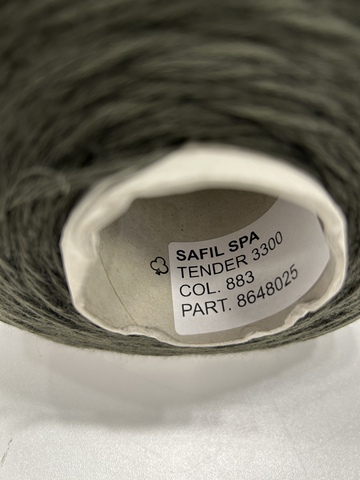 SAFIL SPA
TENDER 3300
COL. 883
PART. 8648025